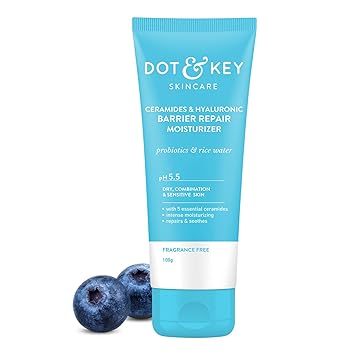 DOT & KEY
SKINCARE
CERAMIDES & HYALURONIC
BARRIER REPAIR
MOISTURIZER
probiotics & rice water
pH 5.5
DRY, COMBINATION
& SENSITIVE SKIN
• with 5 essential ceramides
• intense moisturizing
• repairs & soothes
FRAGRANCE FREE
100g